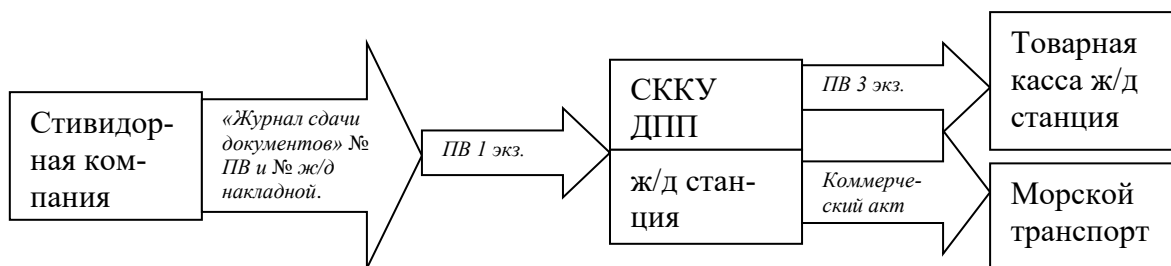 Стивидор-
ная ком-
пания
«Журнал сдачи
документов» №
ПВ и № ж/д
накладной.
ПВ 1 экз.
СККУ
ДПП
ж/д стан-
ция
ПВ 3 экз.
Коммерче-
ский акт
Товарная
касса ж/д
станция
Морской
транспорт